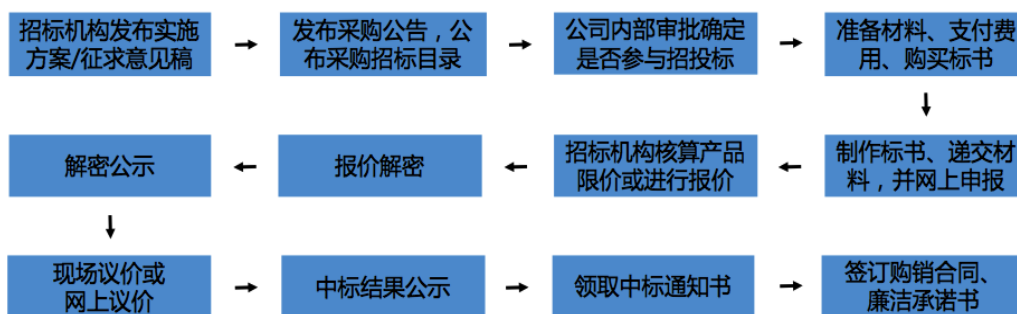 招标机构发布实施
方案/征求意见稿
发布采购公告，公
布采购招标目录
公司内部审批确定
是否参与招投标
准备材料、支付费
用、购买标书
制作标书、递交材
料，并网上申报
招标机构核算产品
限价或进行报价
报价解密
解密公示
现场议价或
网上议价
中标结果公示
领取中标通知书
签订购销合同、
廉洁承诺书